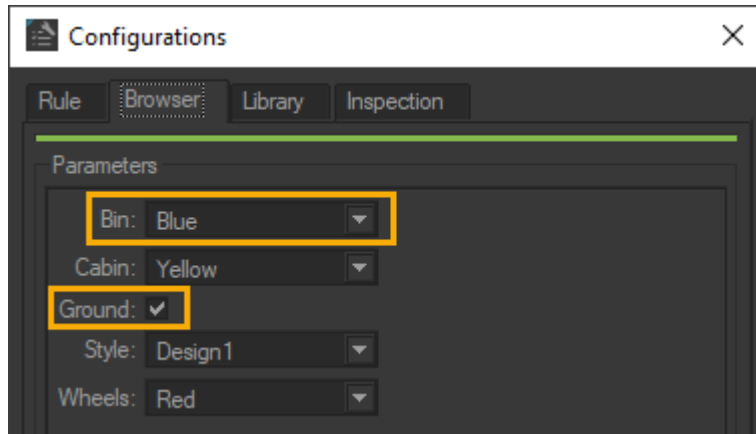 Configurations
Rule Browser Library Inspection
Parameters
Bin: Blue
Cabin: Yellow
Ground:
Style: Design1
Wheels: Red